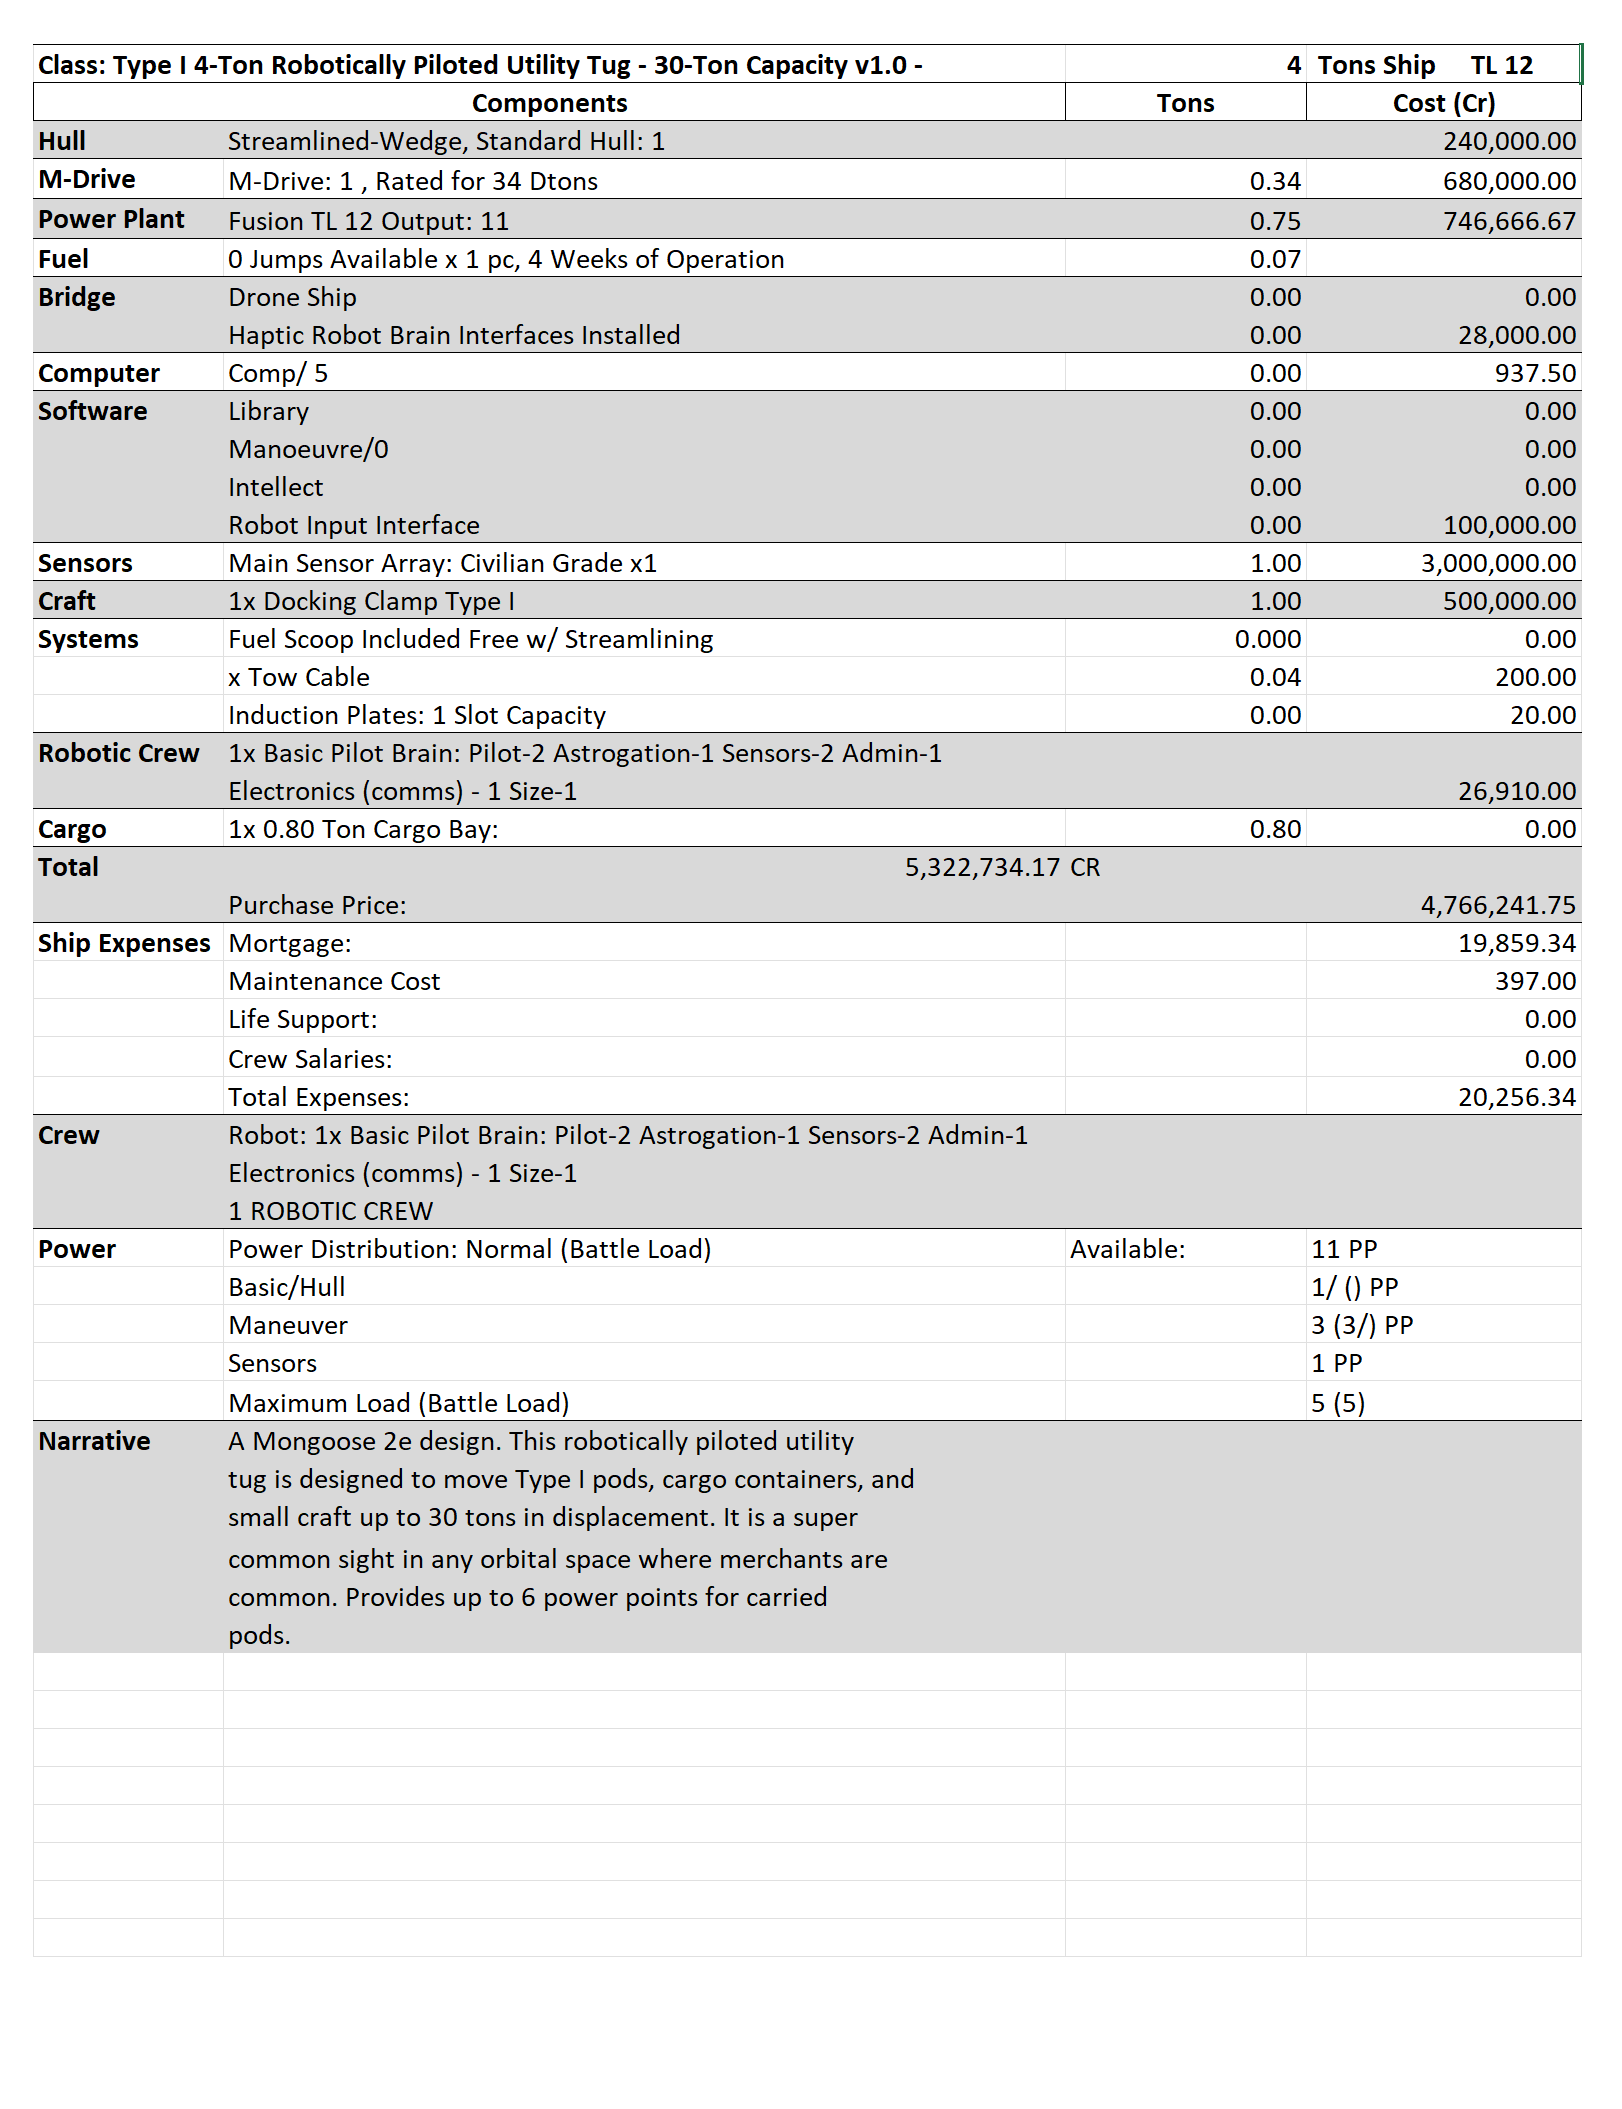 Class: Type I 4-Ton Robotically Piloted Utility Tug - 30-Ton Capacity v1.0 - 4 Tons Ship TL 12
Components Tons Cost (Cr)
Hull Streamlined-Wedge, Standard Hull: 1 240,000.00
M-Drive M-Drive: 1 , Rated for 34 Dtons 0.34 680,000.00
Power Plant Fusion TL 12 Output: 11 0.75 746,666.67
Fuel 0 Jumps Available x 1 pc, 4 Weeks of Operation 0.07
Bridge Drone Ship 0.00 0.00
Haptic Robot Brain Interfaces Installed 0.00 28,000.00
Computer Comp/ 5 0.00 937.50
Software Library 0.00 0.00
Manoeuvre/0 0.00 0.00
Intellect 0.00 0.00
Robot Input Interface 0.00 100,000.00
Sensors Main Sensor Array: Civilian Grade x1 1.00 3,000,000.00
Craft 1x Docking Clamp Type I 1.00 500,000.00
Systems Fuel Scoop Included Free w/ Streamlining 0.000 0.00
x Tow Cable 0.04 200.00
Induction Plates: 1 Slot Capacity 0.00 20.00
Robotic Crew 1x Basic Pilot Brain: Pilot-2 Astrogation-1 Sensors-2 Admin-1
Electronics (comms) - 1 Size-1 26,910.00
Cargo 1x 0.80 Ton Cargo Bay: 0.80 0.00
Total 5,322,734.17 CR
Purchase Price: 4,766,241.75
Ship Expenses Mortgage: 19,859.34
Maintenance Cost 397.00
Life Support: 0.00
Crew Salaries: 0.00
Total Expenses: 20,256.34
Crew Robot: 1x Basic Pilot Brain: Pilot-2 Astrogation-1 Sensors-2 Admin-1
Electronics (comms) - 1 Size-1
1 ROBOTIC CREW
Power Power Distribution: Normal (Battle Load) Available: 11 PP
Basic/Hull 1/ () PP
Maneuver 3 (3/) PP
Sensors 1 PP
Maximum Load (Battle Load) 5 (5)
Narrative A Mongoose 2e design. This robotically piloted utility
tug is designed to move Type I pods, cargo containers, and
small craft up to 30 tons in displacement. It is a super
common sight in any orbital space where merchants are
common. Provides up to 6 power points for carried
pods.